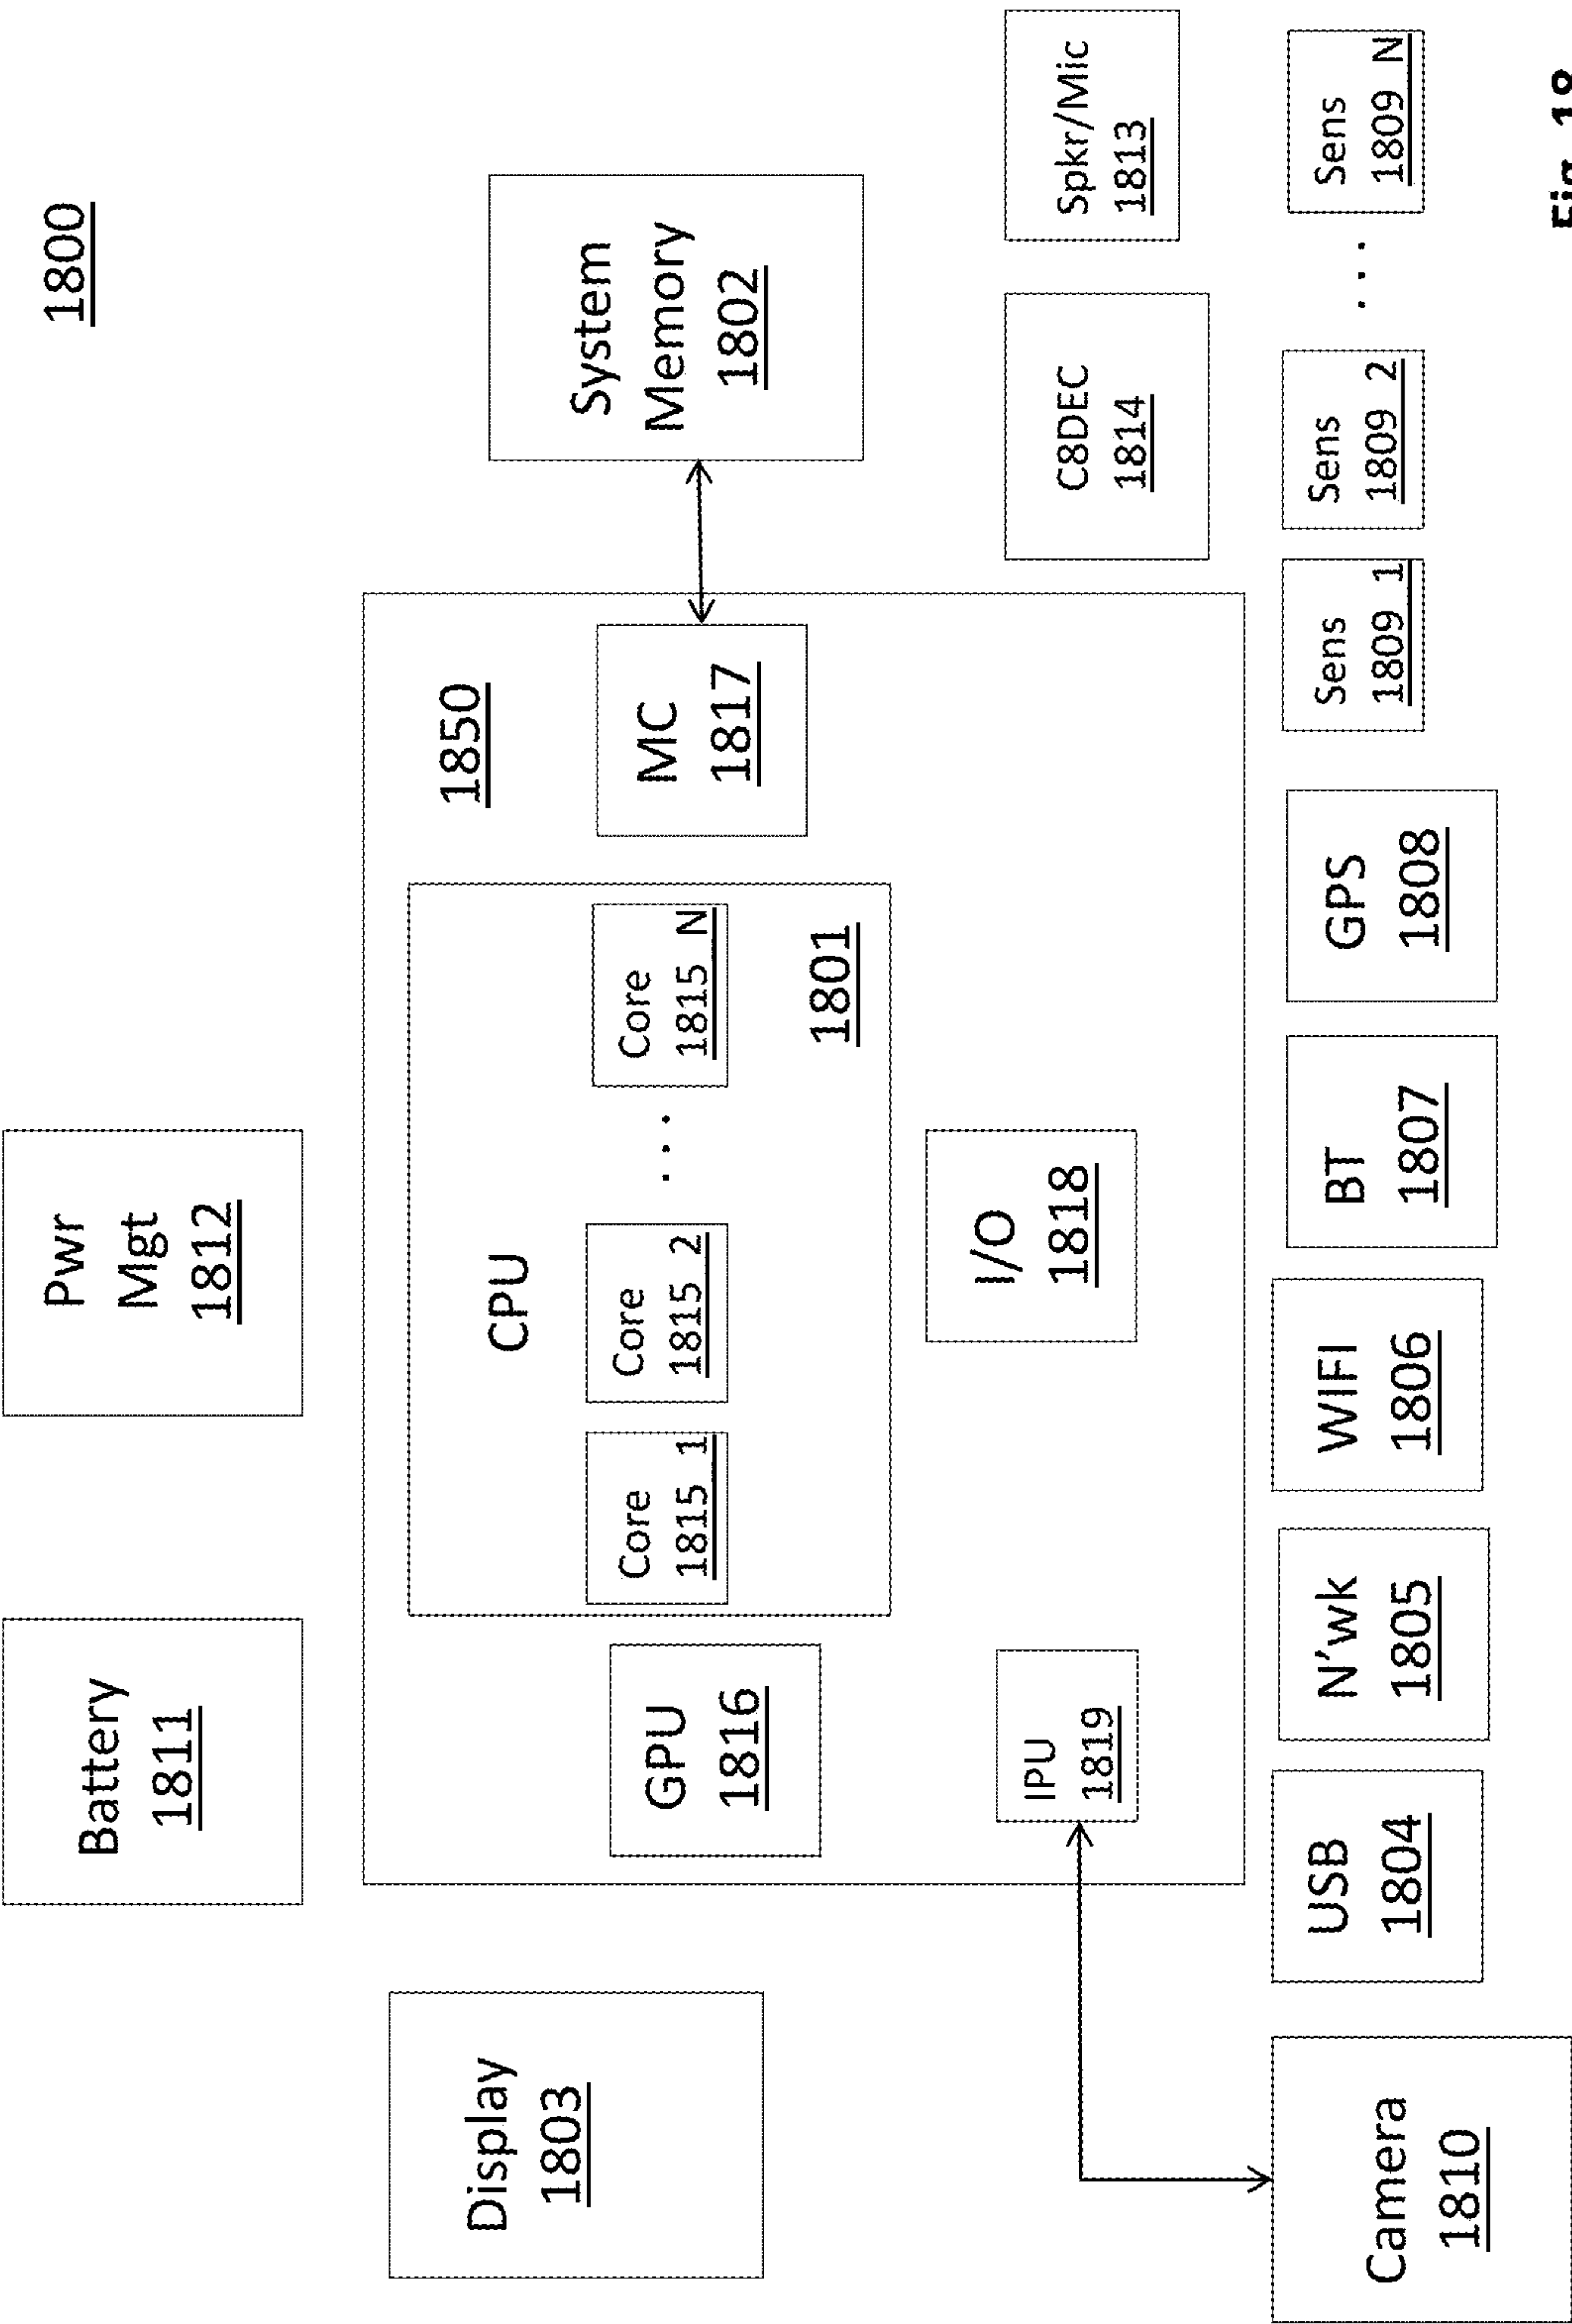 1800
Battery
1811
Pwr
Mgt
1812
Display
1803
1850
CPU
Core
1815_1
Core
1815_2
. . .
Core
1815_N
1801
GPU
1816
MC
1817
System
Memory
1802
IPU
1819
I/O
1818
C8DEC
1814
Spkr/Mic
1813
Camera
1810
USB
1804
N'wk
1805
WIFI
1806
BT
1807
GPS
1808
Sens
1809_1
Sens
1809_2
. . .
Sens
1809_N
Fig. 18